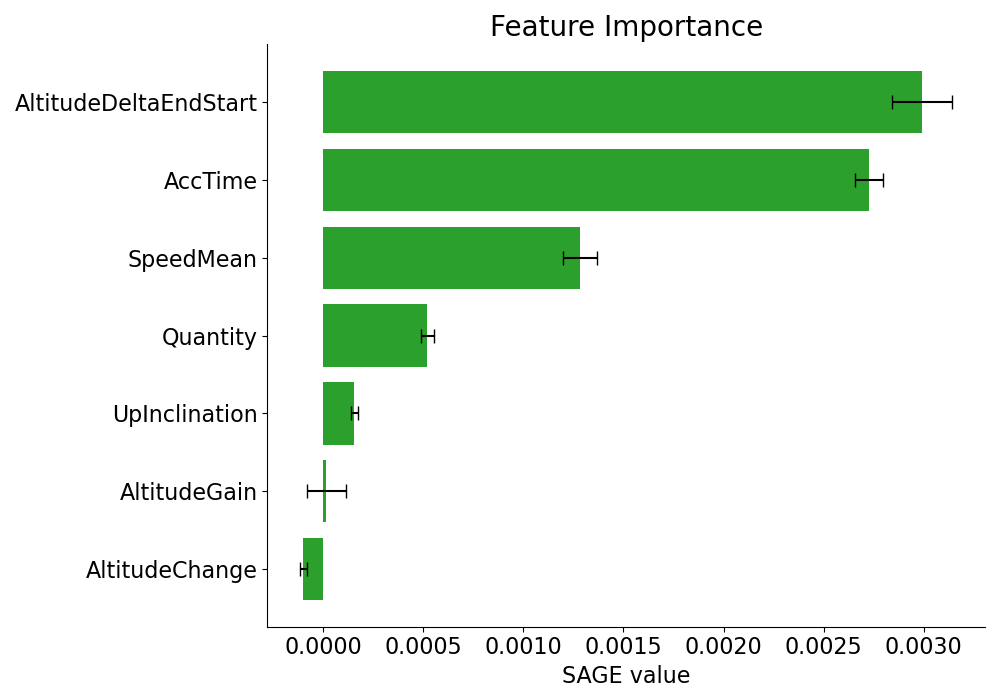 Feature Importance
AltitudeDeltaEndStart
AccTime
SpeedMean
Quantity
UpInclination
AltitudeGain
AltitudeChange
0.0000 0.0005 0.0010 0.0015 0.0020 0.0025 0.0030
SAGE value